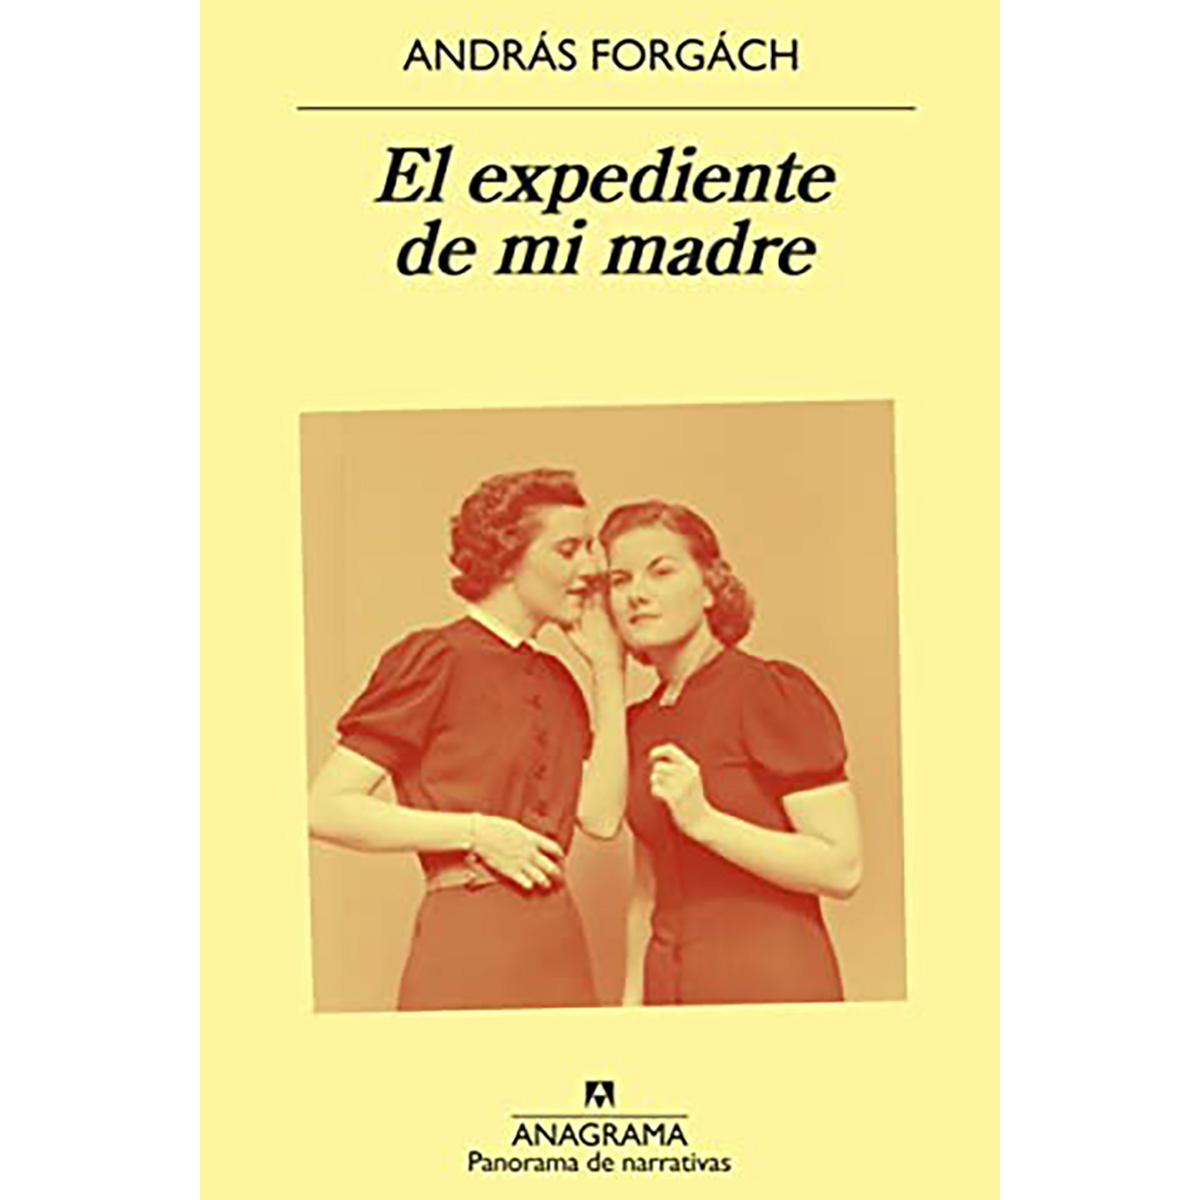 ANDRÁS FORGÁCH
El expediente
de mi madre
ANAGRAMA
Panorama de narrativas